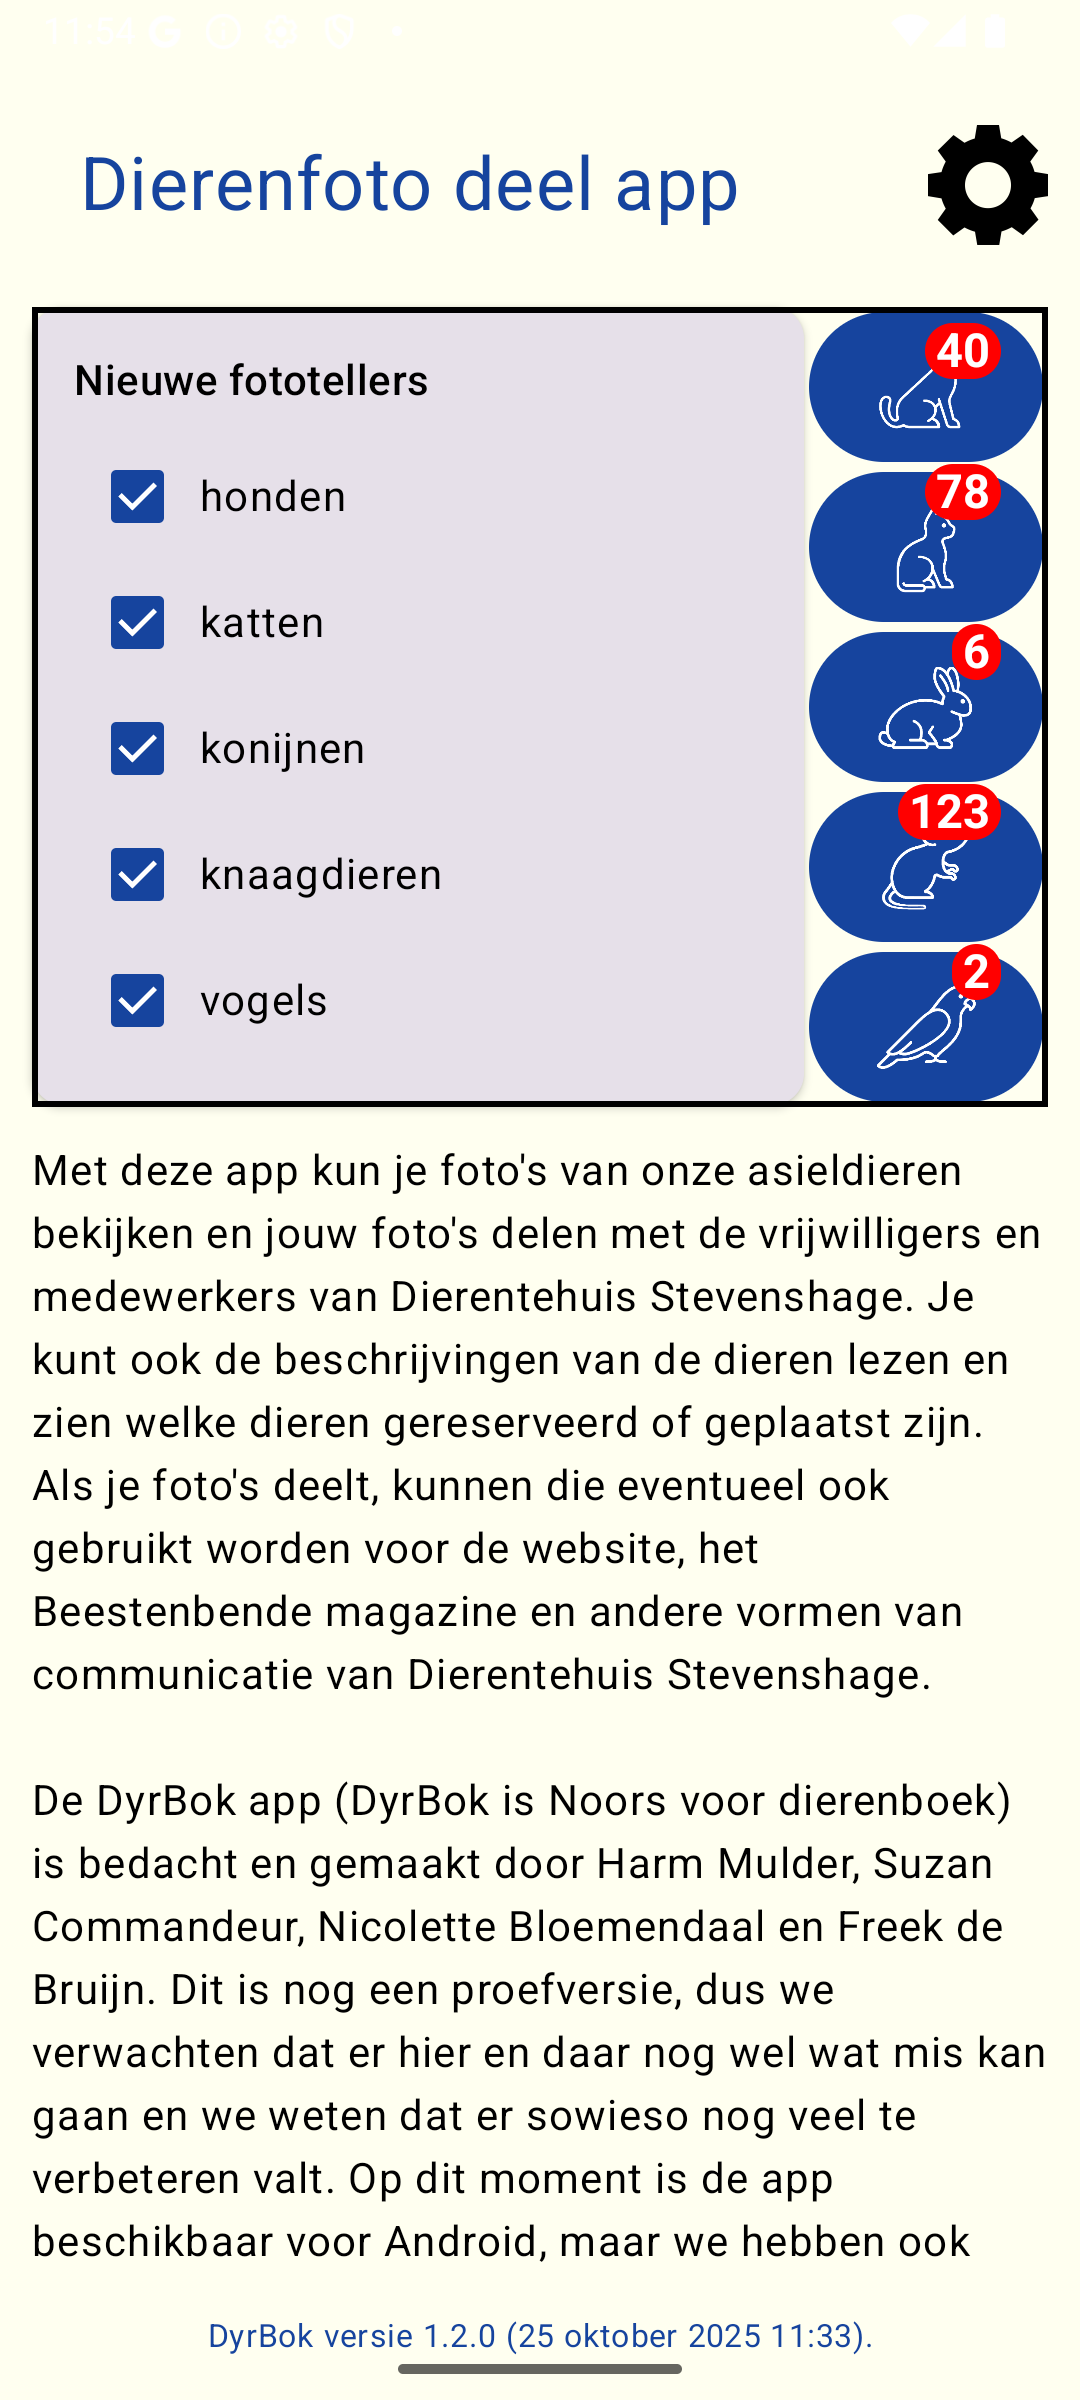 11:54
Dierenfoto deel app
Nieuwe fototellers
40
honden
78
katten
6
konijnen
123
knaagdieren
2
vogels
Met deze app kun je foto's van onze asieldieren
bekijken en jouw foto's delen met de vrijwilligers en
medewerkers van Dierentehuis Stevenshage. Je
kunt ook de beschrijvingen van de dieren lezen en
zien welke dieren gereserveerd of geplaatst zijn.
Als je foto's deelt, kunnen die eventueel ook
gebruikt worden voor de website, het
Beestenbende magazine en andere vormen van
communicatie van Dierentehuis Stevenshage.
De DyrBok app (DyrBok is Noors voor dierenboek)
is bedacht en gemaakt door Harm Mulder, Suzan
Commandeur, Nicolette Bloemendaal en Freek de
Bruijn. Dit is nog een proefversie, dus we
verwachten dat er hier en daar nog wel wat mis kan
gaan en we weten dat er sowieso nog veel te
verbeteren valt. Op dit moment is de app
beschikbaar voor Android, maar we hebben ook
DyrBok versie 1.2.0 (25 oktober 2025 11:33).